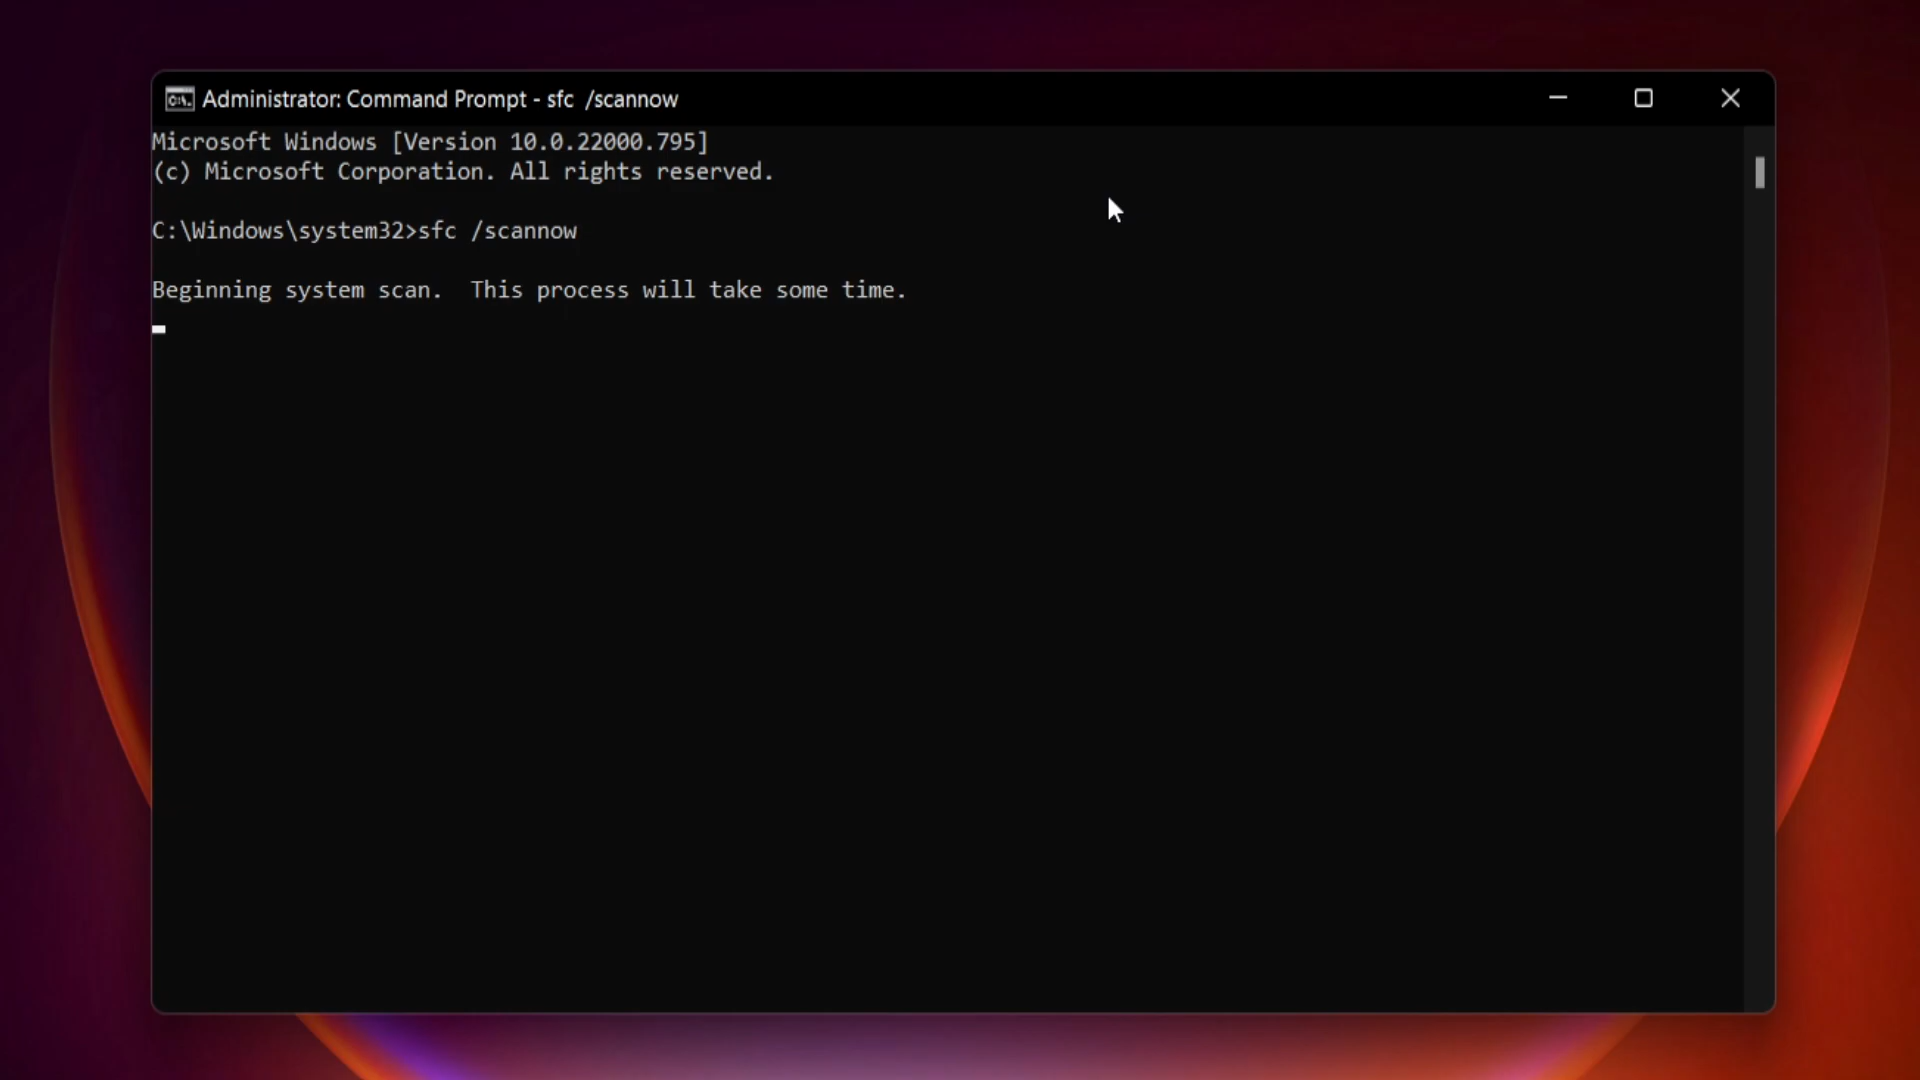 Administrator: Command Prompt - sfc  /scannow
Microsoft Windows [Version 10.0.22000.795]
(c) Microsoft Corporation. All rights reserved.
C:\Windows\system32>sfc /scannow
Beginning system scan.  This process will take some time.